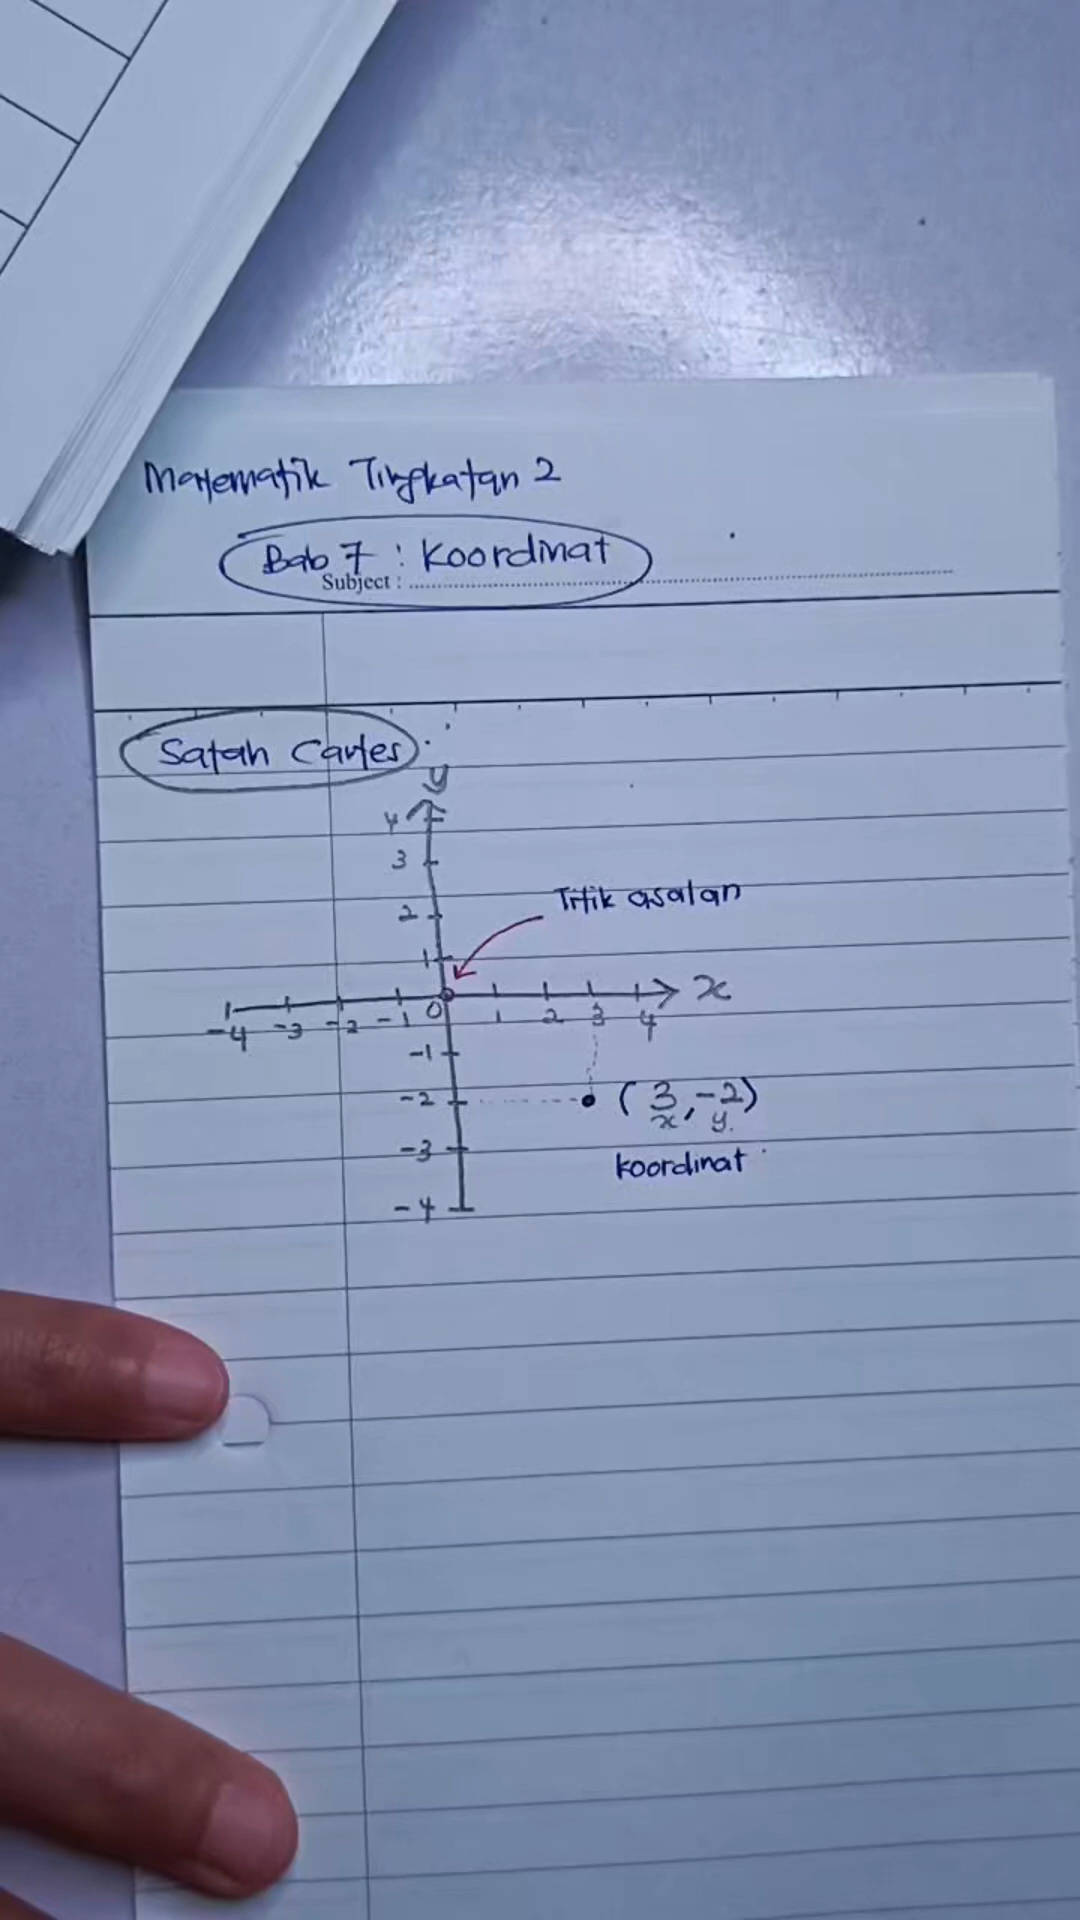 Matematik Tingkatan 2
Bab 7 : Koordinat
Subject :
Satah Cartes
y
4
3
2
Titik asalan
1
x
-4 -3 -2 -1 0 1 2 3 4
-1
-2
(3, -2)
x y
-3
koordinat
-4